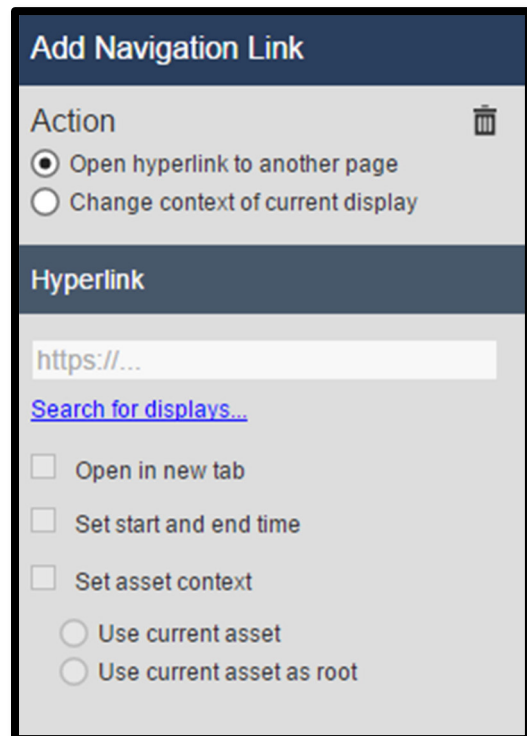 Add Navigation Link
Action
Open hyperlink to another page
Change context of current display
Hyperlink
https://...
Search for displays...
Open in new tab
Set start and end time
Set asset context
Use current asset
Use current asset as root